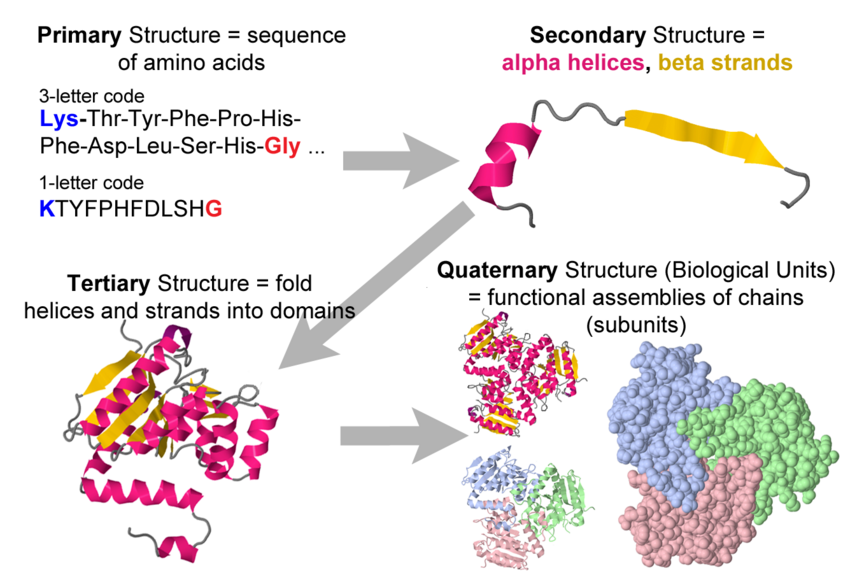 Primary Structure = sequence
of amino acids
3-letter code
Lys-Thr-Tyr-Phe-Pro-His-
Phe-Asp-Leu-Ser-His-Gly ...
1-letter code
KTYFPHFDLSHG
Secondary Structure =
alpha helices, beta strands
Tertiary Structure = fold
helices and strands into domains
Quaternary Structure (Biological Units)
= functional assemblies of chains
(subunits)